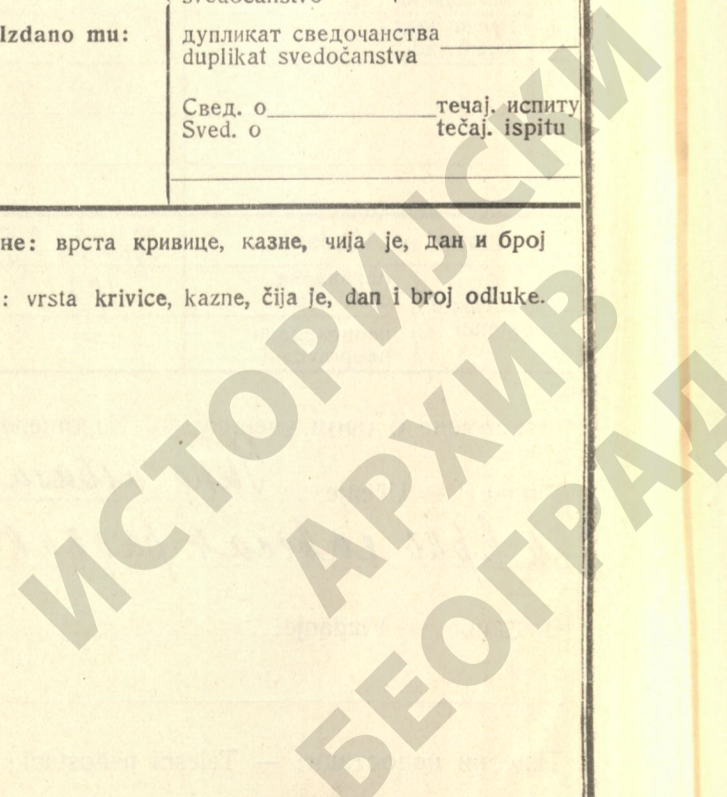 Izdano mu:
дупликат сведочанства
duplikat svedočanstva
Свед. о течај. испиту
Sved. o tečaj. ispitu
не: врста кривице, казне, чија је, дан и број
: vrsta krivice, kazne, čija je, dan i broj odluke.
ИСТОРИЈСКИ
АРХИВ
БЕОГРАД